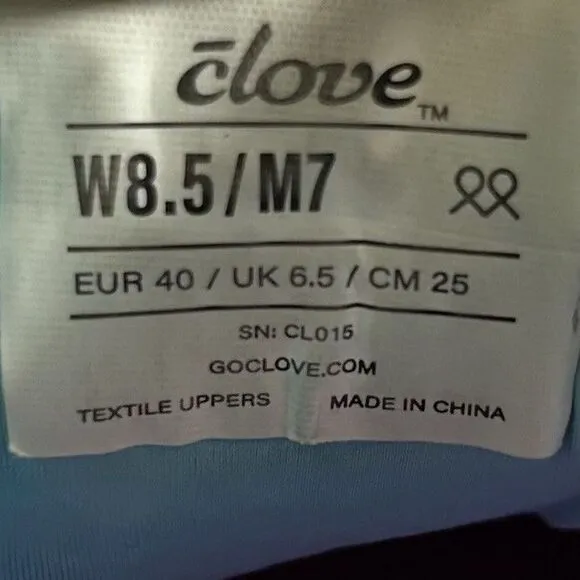 clove™
W8.5/M7
EUR 40 / UK 6.5 / CM 25
SN: CL015
GOCLOVE.COM
TEXTILE UPPERS MADE IN CHINA